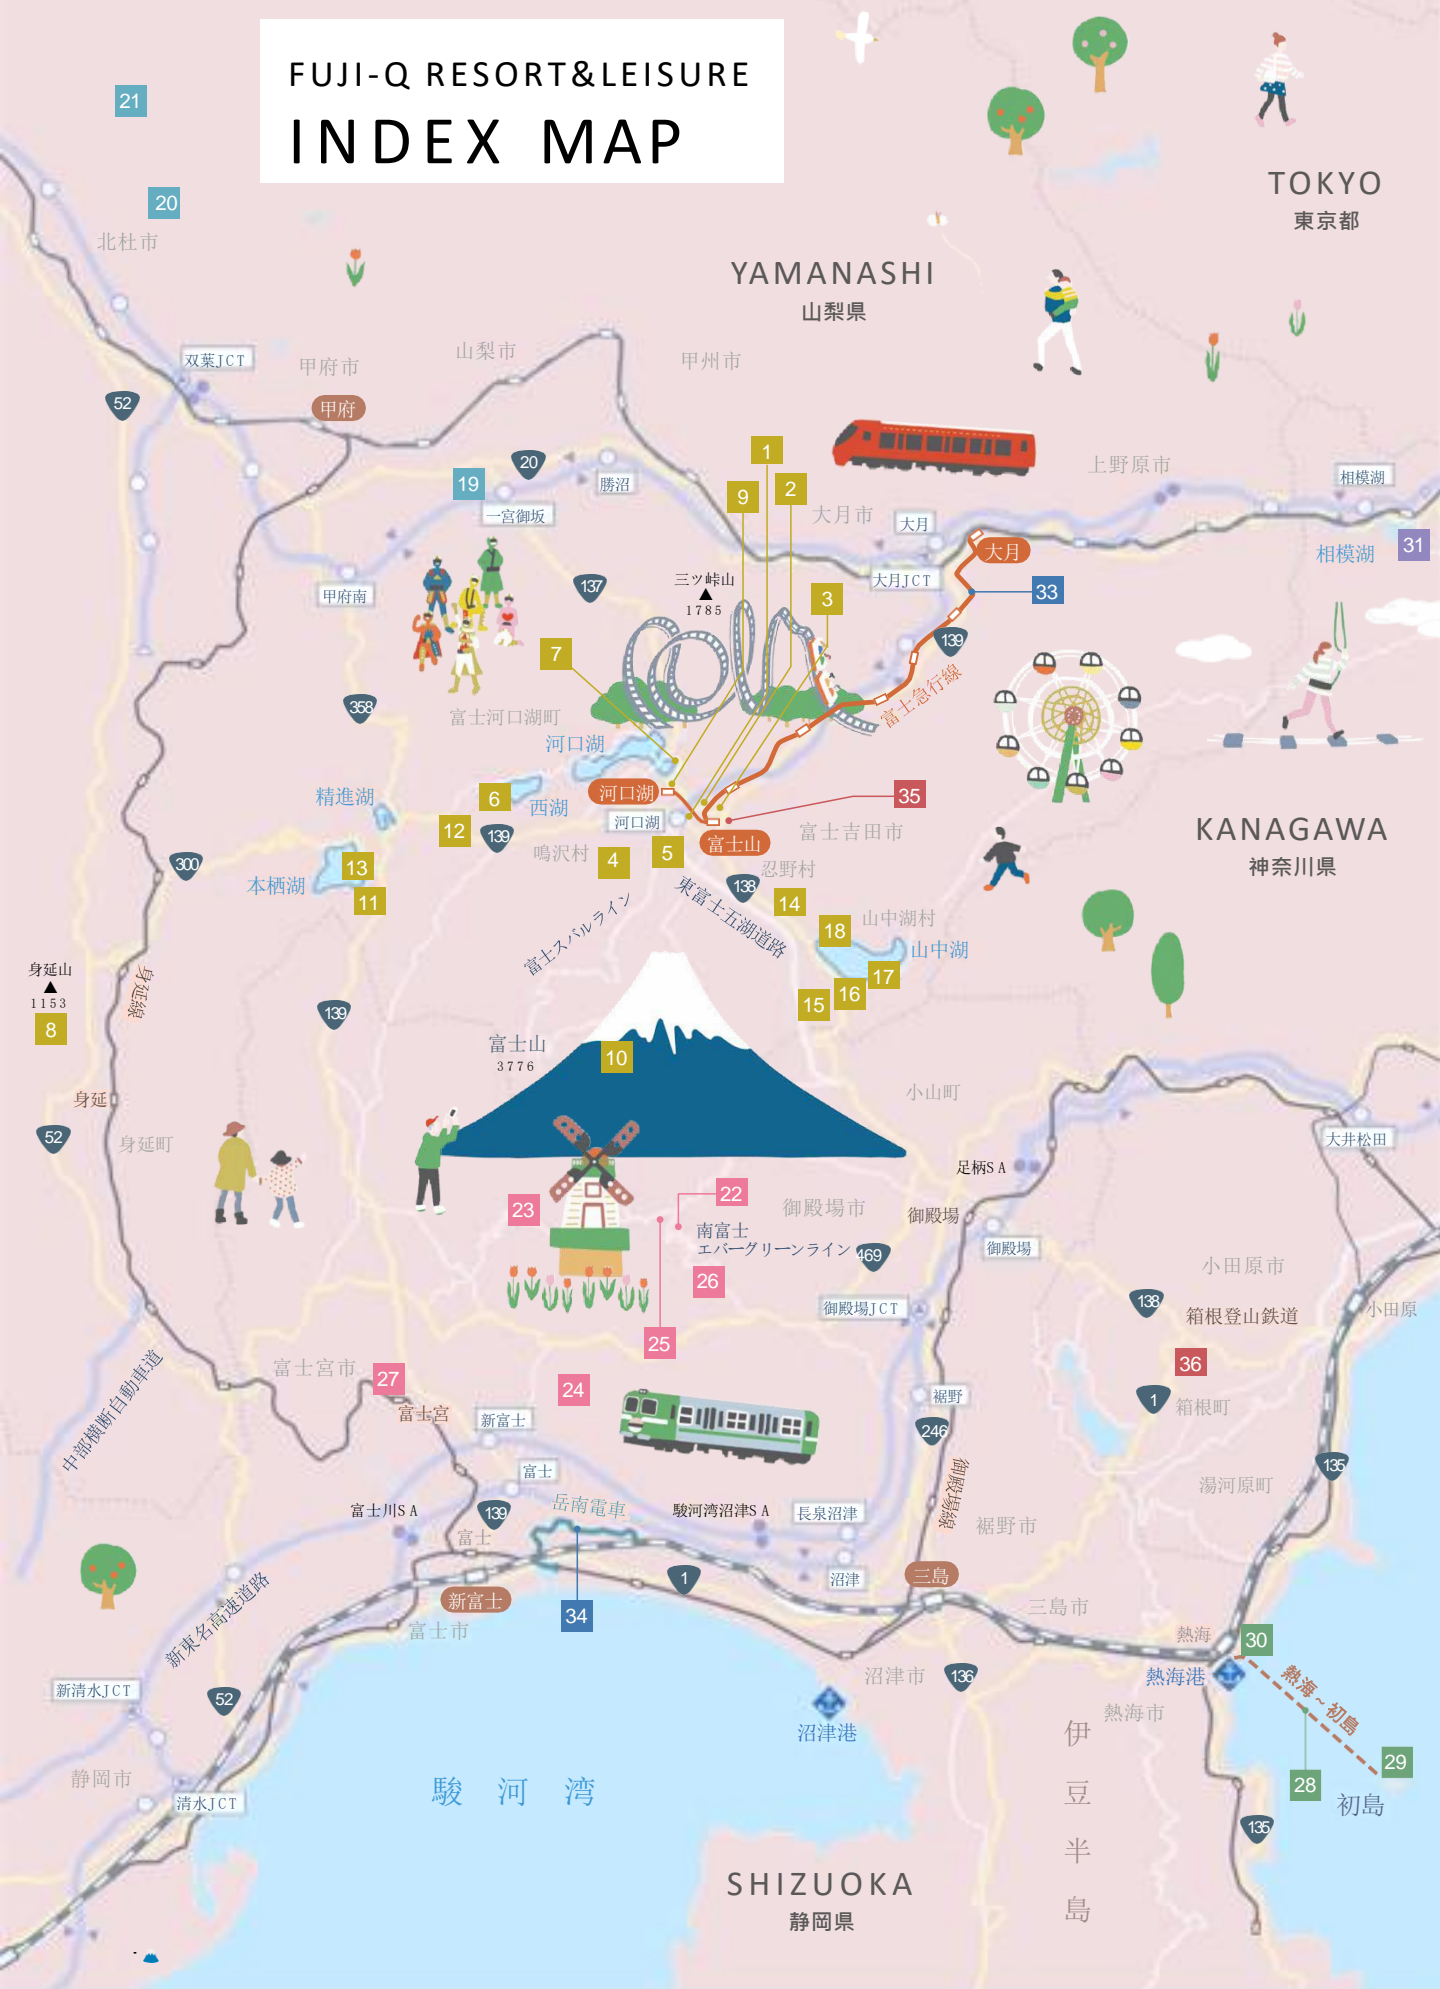 FUJI-Q RESORT&LEISURE
INDEX MAP
21
20
北杜市
TOKYO
東京都
YAMANASHI
山梨県
双葉JCT
甲府市
山梨市
甲州市
52
甲府
20
19
一宮御坂
勝沼
1
9
2
大月市
大月
大月
大月JCT
上野原市
相模湖
相模湖
31
33
甲府南
137
三ツ峠山
1785
3
139
7
358
富士河口湖町
富士急行線
河口湖
精進湖
6
西湖
河口湖
河口湖
35
12
139
鳴沢村
4
5
富士山
富士吉田市
KANAGAWA
神奈川県
300
本栖湖
13
11
忍野村
138
14
東富士五湖道路
富士スバルライン
18
山中湖村
山中湖
17
16
15
身延山
1153
8
身延線
139
富士山
3776
10
小山町
身延
52
身延町
大井松田
足柄SA
23
22
御殿場市
御殿場
南富士
エバーグリーンライン
469
御殿場
26
小田原市
138
箱根登山鉄道
小田原
御殿場JCT
25
36
中部横断自動車道
富士宮市
27
富士宮
24
新富士
裾野
246
1
箱根町
135
富士
湯河原町
富士川SA
139
岳南電車
駿河湾沼津SA
長泉沼津
御殿場線
裾野市
富士
新東名高速道路
新富士
34
1
沼津
三島
三島市
富士市
熱海
30
新清水JCT
52
沼津市
136
熱海港
熱海~初島
沼津港
熱海市
静岡市
清水JCT
駿河湾
伊豆半島
28
29
初島
135
SHIZUOKA
静岡県